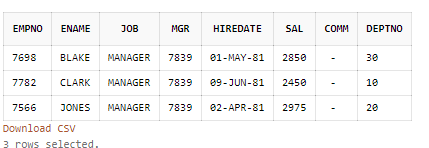 EMPNO ENAME JOB MGR HIREDATE SAL COMM DEPTNO
7698 BLAKE MANAGER 7839 01-MAY-81 2850 - 30
7782 CLARK MANAGER 7839 09-JUN-81 2450 - 10
7566 JONES MANAGER 7839 02-APR-81 2975 - 20
Download CSV
3 rows selected.